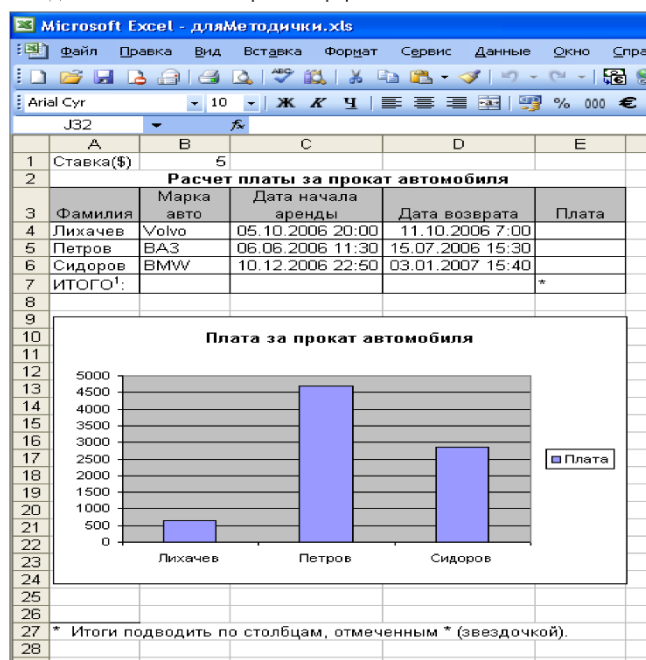 Microsoft Excel - дляМетодички.xls
Файл Правка Вид Вставка Формат Сервис Данные Окно Спра
Arial Cyr 10 Ж К Ч % 000 €
J32 fx
A B C D E
1 Ставка($) 5
2 Расчет платы за прокат автомобиля
3 Фамилия Марка авто Дата начала аренды Дата возврата Плата
4 Лихачев Volvo 05.10.2006 20:00 11.10.2006 7:00
5 Петров ВАЗ 06.06.2006 11:30 15.07.2006 15:30
6 Сидоров BMW 10.12.2006 22:50 03.01.2007 15:40
7 ИТОГО¹: *
8
9
10 Плата за прокат автомобиля
11
12 5000
13 4500
14 4000
15 3500
16 3000
17 2500 Плата
18 2000
19 1500
20 1000
21 500
22 0
23 Лихачев Петров Сидоров
24
25
26
27 * Итоги подводить по столбцам, отмеченным * (звездочкой).
28